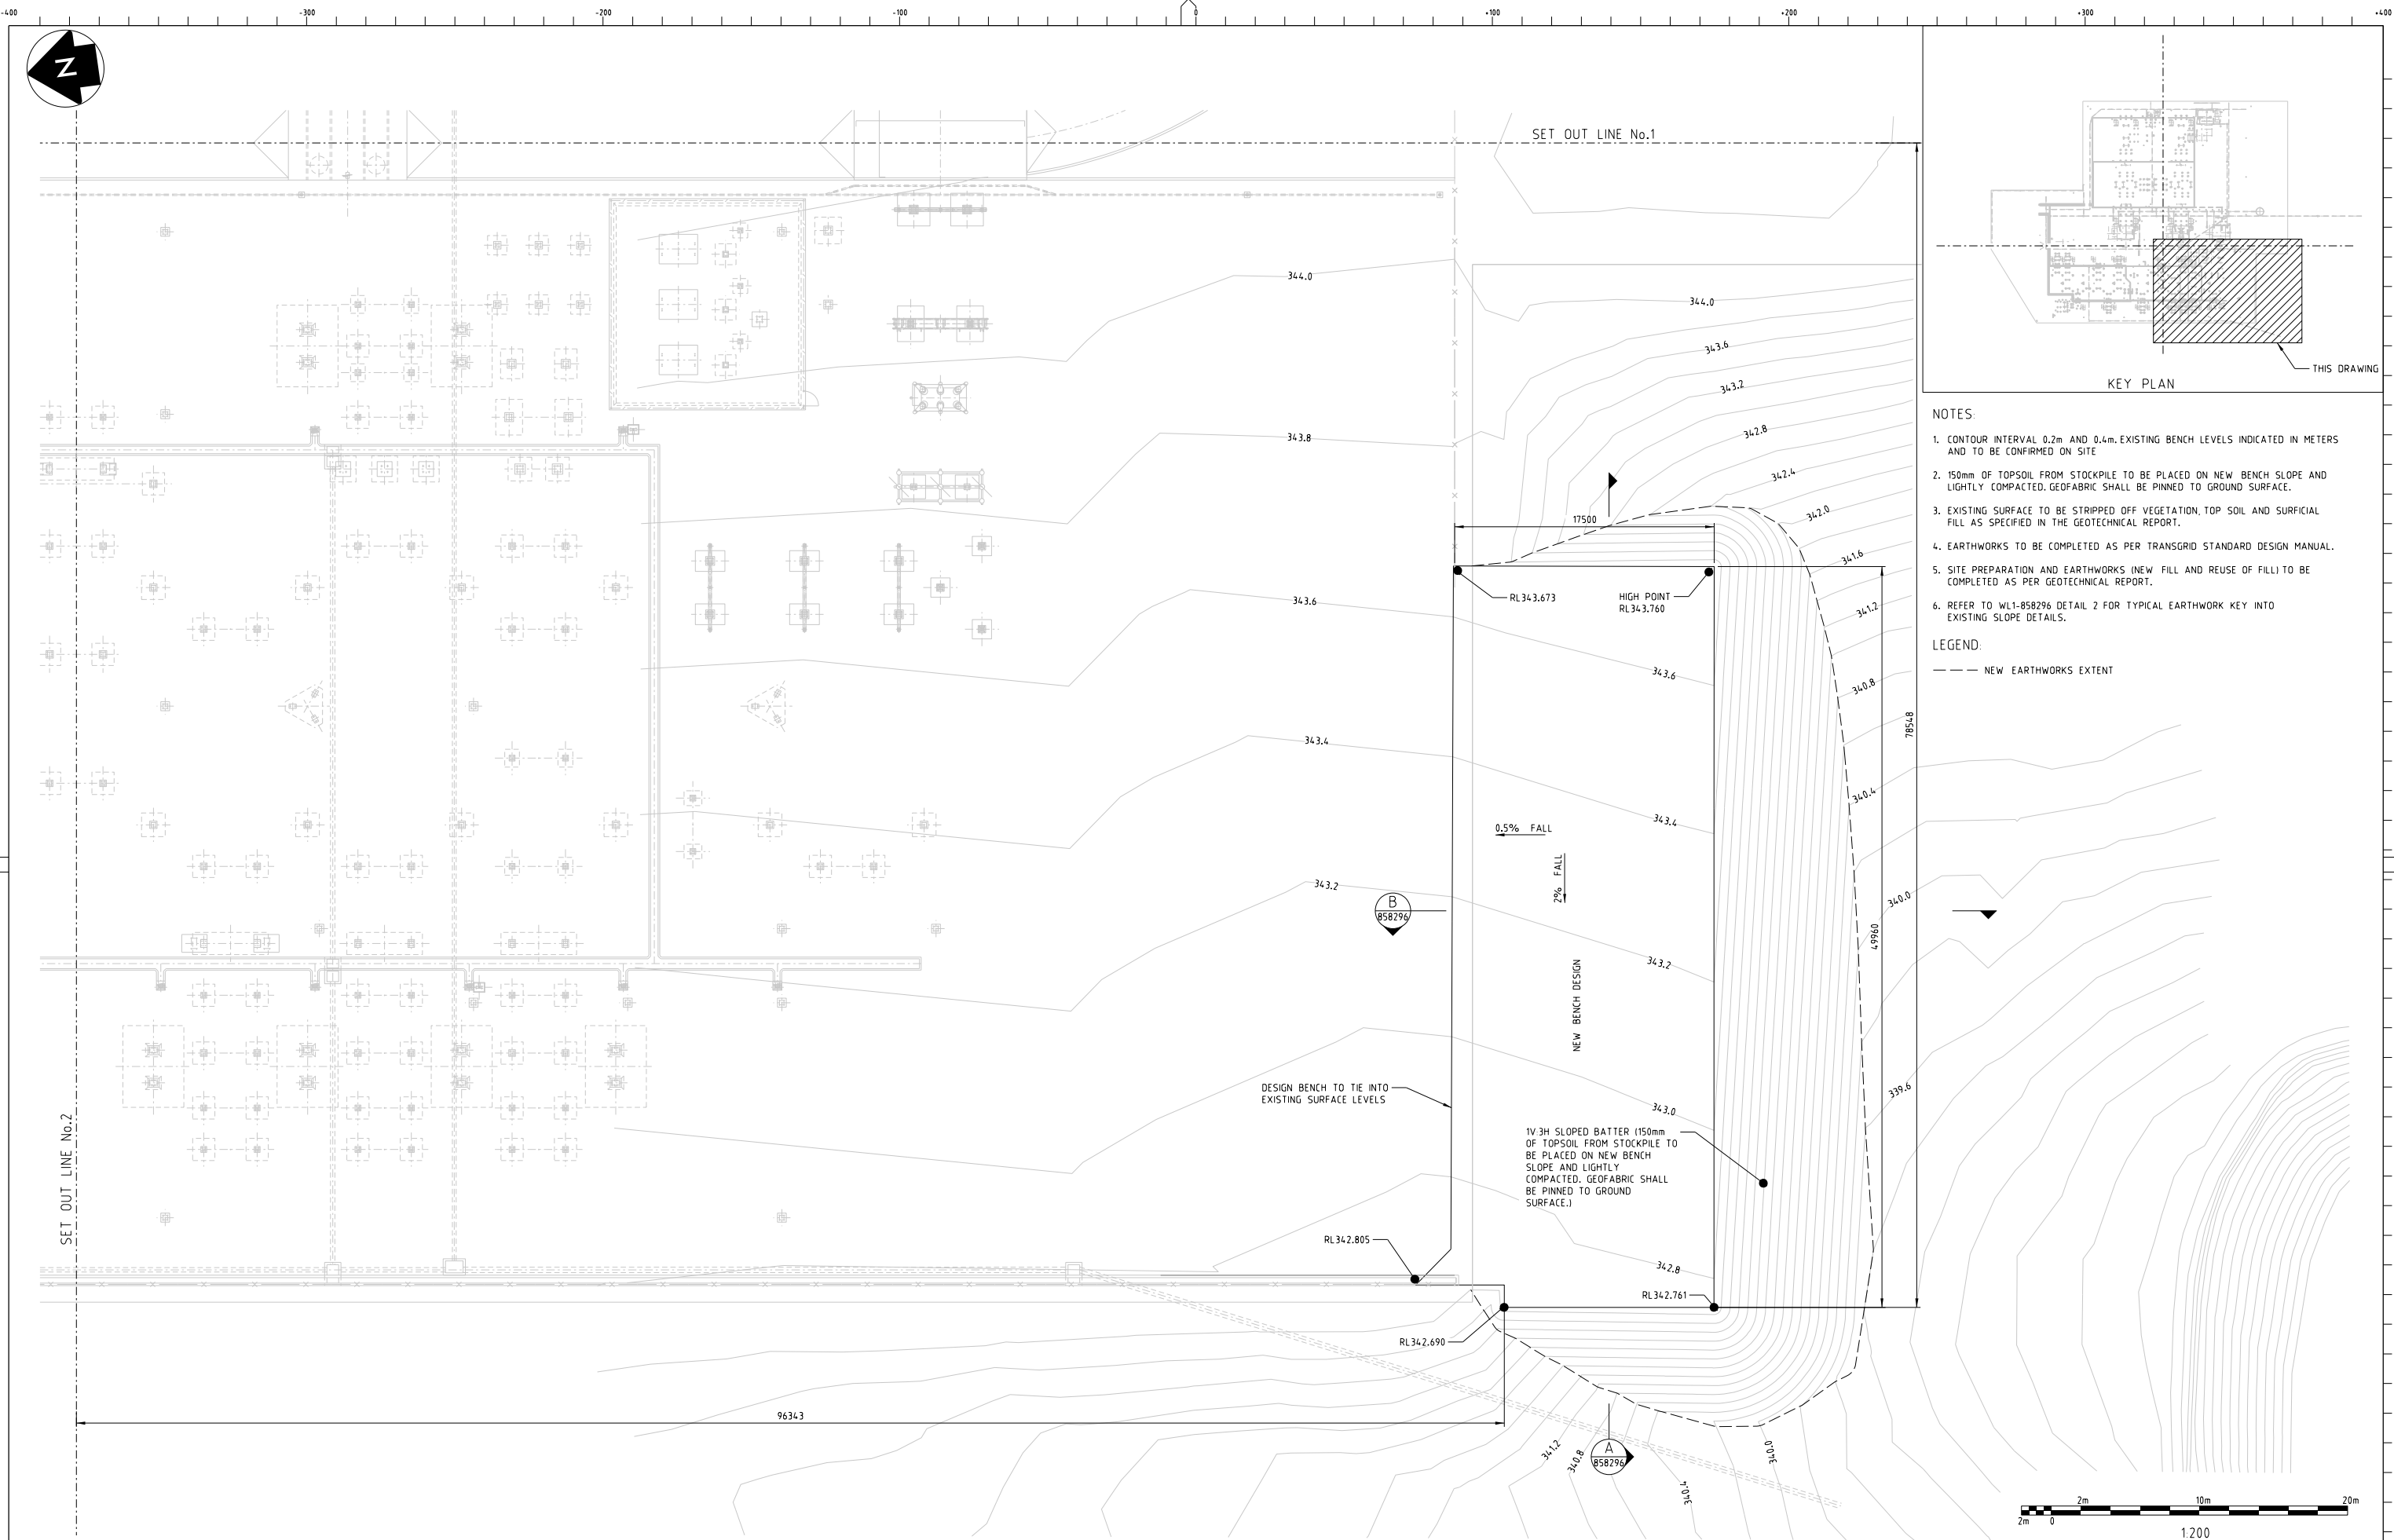 -400
-300
-200
-100
0
+100
+200
+300
+400
N
SET OUT LINE No.1
THIS DRAWING
KEY PLAN
NOTES:
1. CONTOUR INTERVAL 0.2m AND 0.4m. EXISTING BENCH LEVELS INDICATED IN METERS
AND TO BE CONFIRMED ON SITE
2. 150mm OF TOPSOIL FROM STOCKPILE TO BE PLACED ON NEW BENCH SLOPE AND
LIGHTLY COMPACTED. GEOFABRIC SHALL BE PINNED TO GROUND SURFACE.
3. EXISTING SURFACE TO BE STRIPPED OFF VEGETATION, TOP SOIL AND SURFICIAL
FILL AS SPECIFIED IN THE GEOTECHNICAL REPORT.
4. EARTHWORKS TO BE COMPLETED AS PER TRANSGRID STANDARD DESIGN MANUAL.
5. SITE PREPARATION AND EARTHWORKS (NEW FILL AND REUSE OF FILL) TO BE
COMPLETED AS PER GEOTECHNICAL REPORT.
6. REFER TO WL1-858296 DETAIL 2 FOR TYPICAL EARTHWORK KEY INTO
EXISTING SLOPE DETAILS.
LEGEND:
NEW EARTHWORKS EXTENT
344.0
344.0
343.6
343.2
343.8
342.8
342.4
342.0
17500
341.6
RL343.673
HIGH POINT
RL343.760
343.6
341.2
343.6
340.8
78548
343.4
340.4
343.4
0.5% FALL
2% FALL
343.2
340.0
B
858296
49960
343.2
NEW BENCH DESIGN
DESIGN BENCH TO TIE INTO
EXISTING SURFACE LEVELS
339.6
343.0
1V:3H SLOPED BATTER (150mm
OF TOPSOIL FROM STOCKPILE TO
BE PLACED ON NEW BENCH
SLOPE AND LIGHTLY
COMPACTED. GEOFABRIC SHALL
BE PINNED TO GROUND
SURFACE.)
SET OUT LINE No.2
RL342.805
342.8
RL342.761
RL342.690
96343
341.2
340.8
A
858296
340.4
340.0
2m
10m
20m
2m
0
1:200